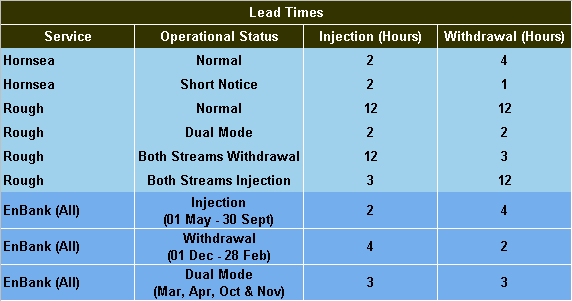 Lead Times
Service Operational Status Injection (Hours) Withdrawal (Hours)
Hornsea Normal 2 4
Hornsea Short Notice 2 1
Rough Normal 12 12
Rough Dual Mode 2 2
Rough Both Streams Withdrawal 12 3
Rough Both Streams Injection 3 12
EnBank (All) Injection 2 4
(01 May - 30 Sept)
EnBank (All) Withdrawal 4 2
(01 Dec - 28 Feb)
EnBank (All) Dual Mode 3 3
(Mar, Apr, Oct & Nov)